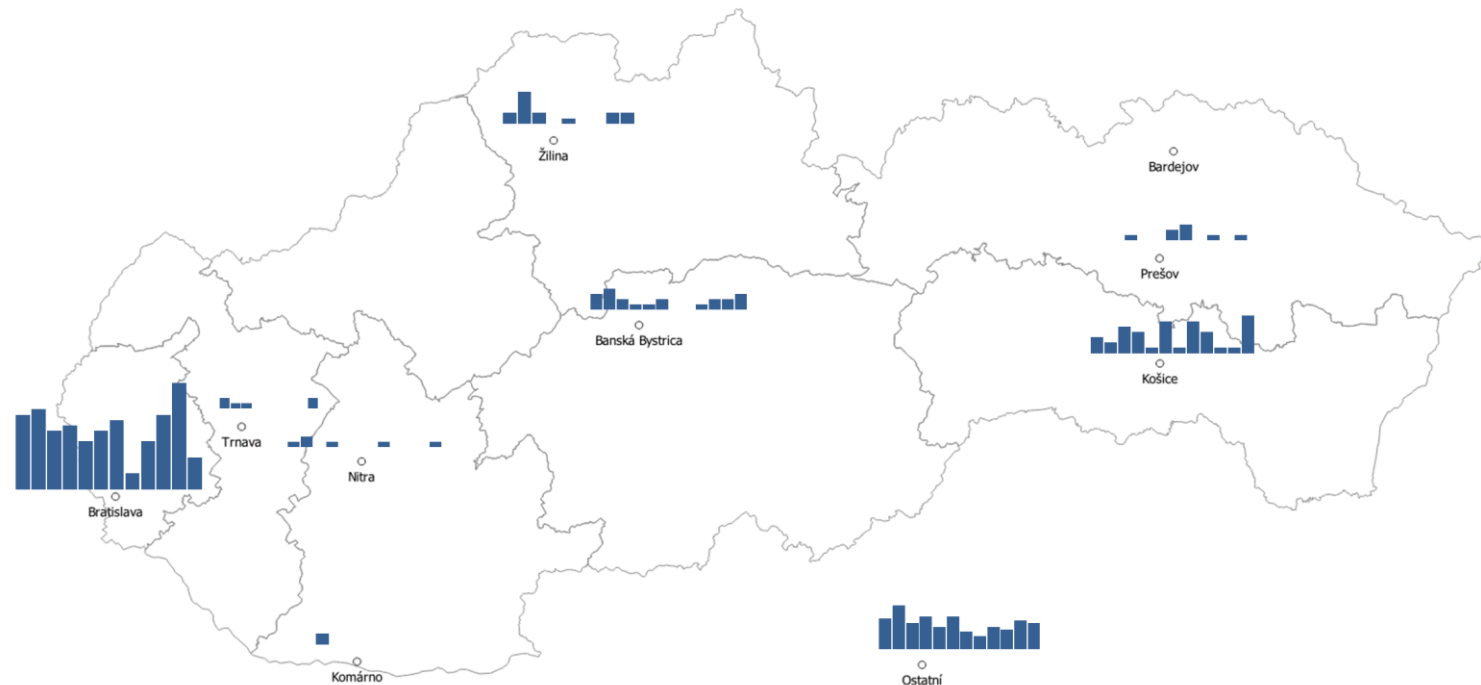 Žilina
Bardejov
Prešov
Banská Bystrica
Košice
Trnava
Nitra
Bratislava
Komárno
Ostatní